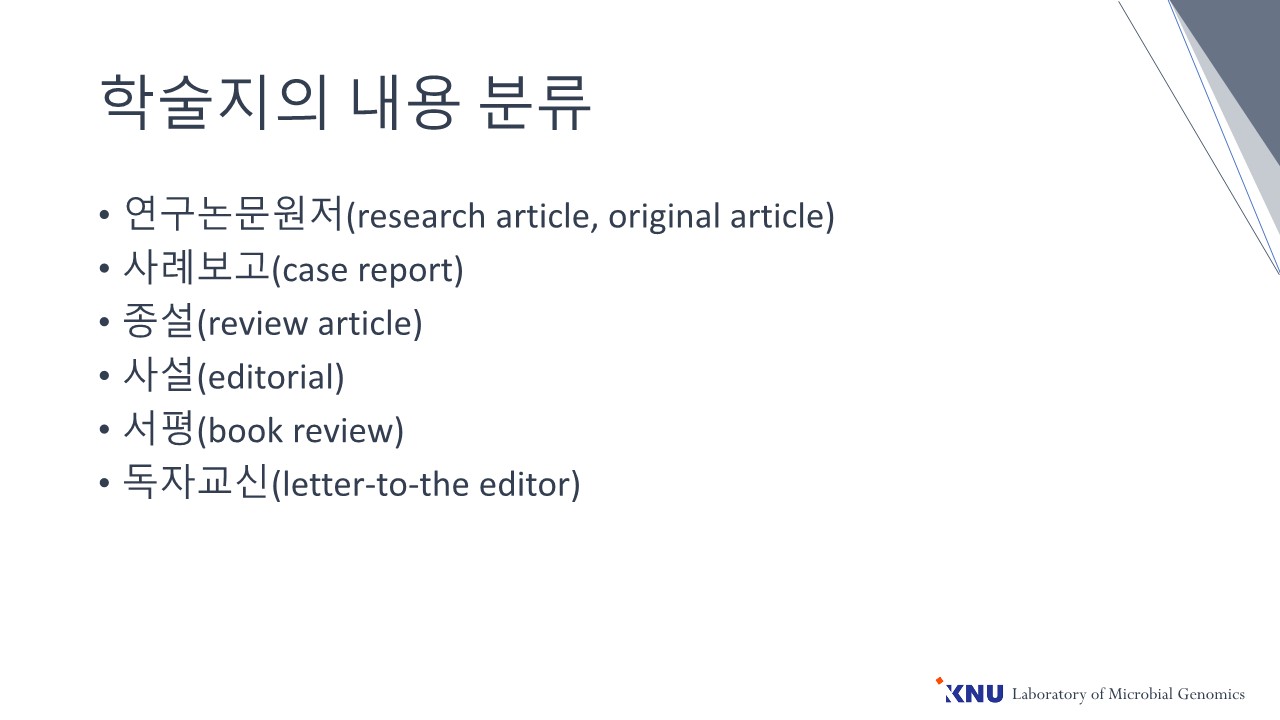 학술지의 내용 분류
• 연구논문원저(research article, original article)
• 사례보고(case report)
• 종설(review article)
• 사설(editorial)
• 서평(book review)
• 독자교신(letter-to-the editor)
KNU Laboratory of Microbial Genomics